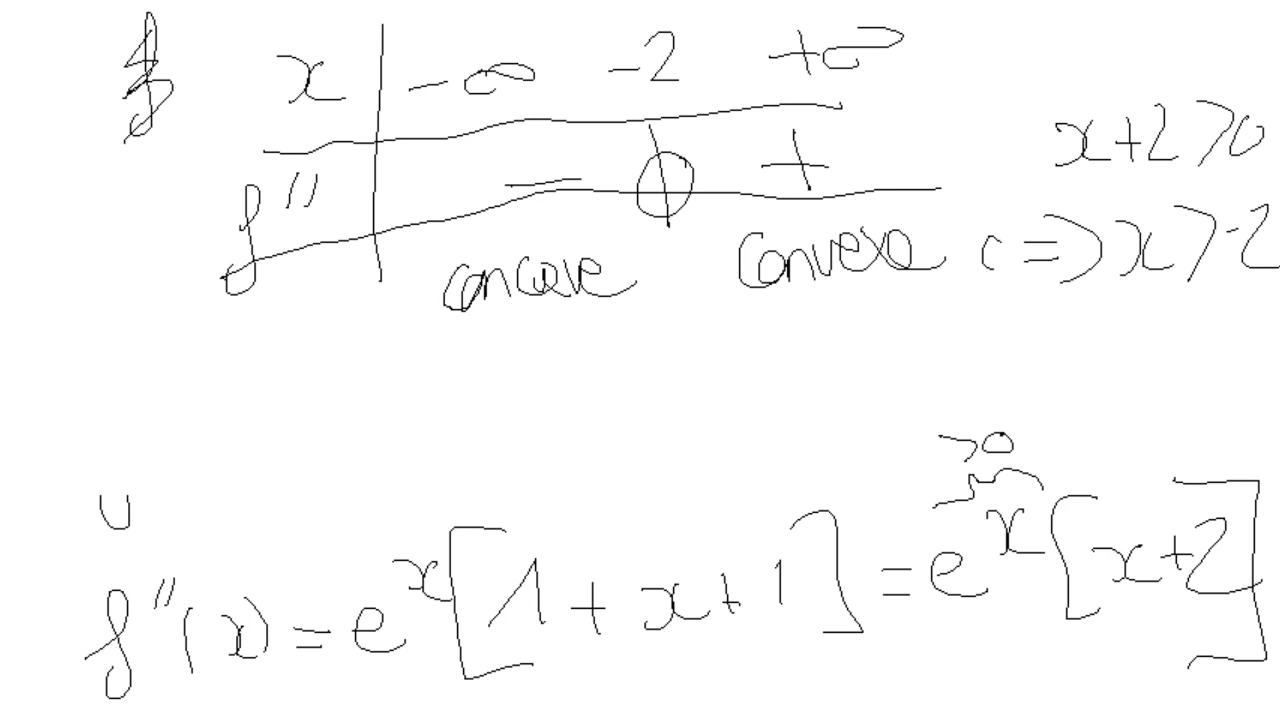 x | -∞ -2 +∞
x+2>0
f'' | - 0 +
concave convexe <=> x>-2
>0
f''(x) = e^x [1 + x + 1] = e^x [x+2]